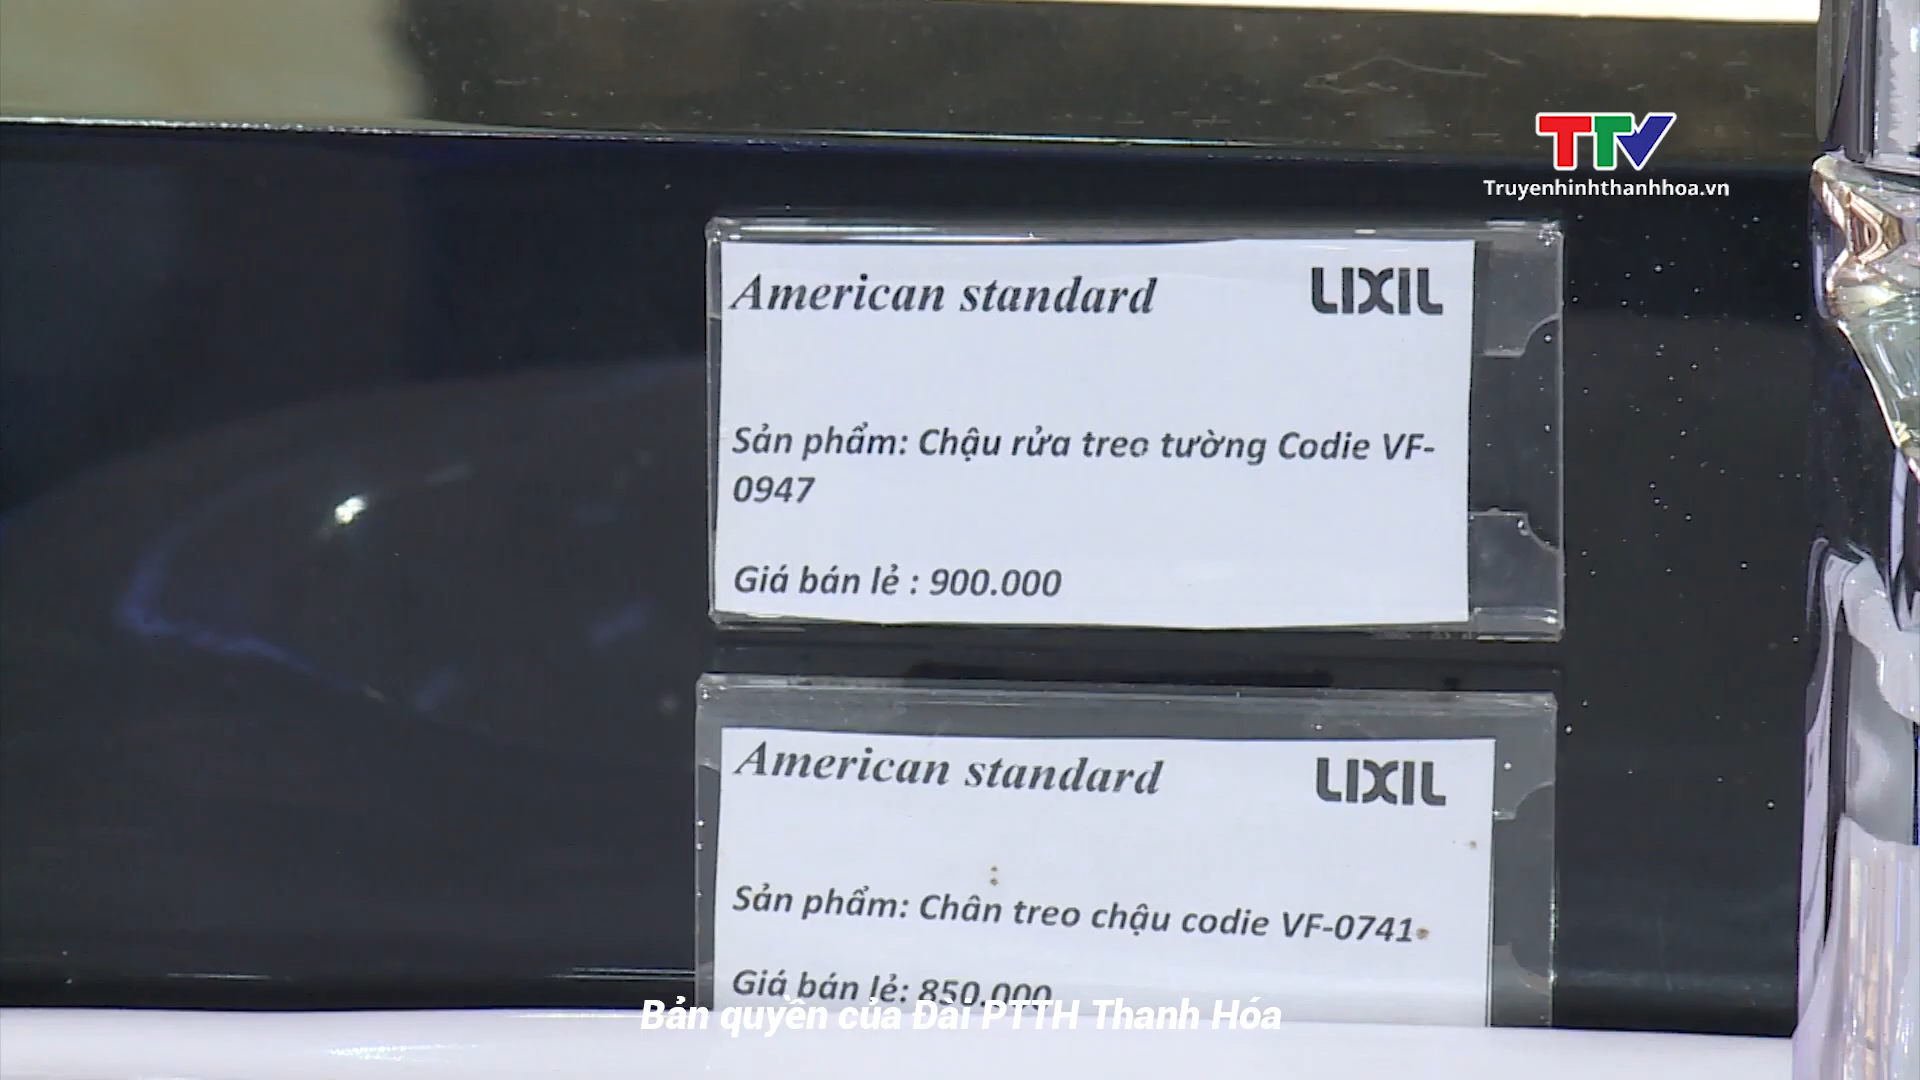 TTV
Truyenhinhthanhhoa.vn
American standard LIXIL
Sản phẩm: Chậu rửa treo tường Codie VF-
0947
Giá bán lẻ : 900.000
American standard LIXIL
Sản phẩm: Chân treo chậu codie VF-0741
Giá bán lẻ: 850.000
Bản quyền của Đài PTTH Thanh Hóa